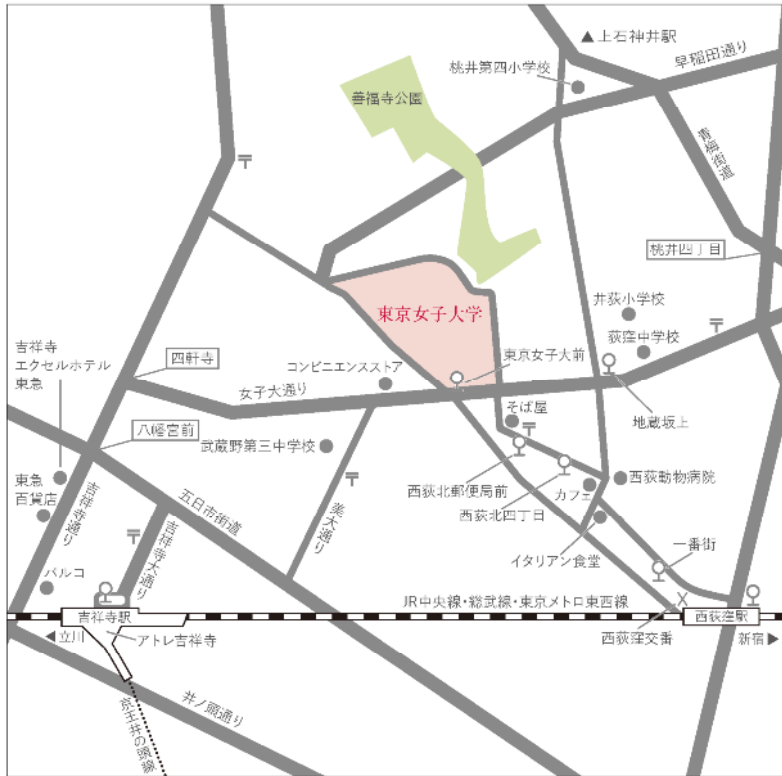 ▲上石神井駅
早稲田通り
桃井第四小学校
善福寺公園
青梅街道
桃井四丁目
井荻小学校
東京女子大学
荻窪中学校
吉祥寺
エクセルホテル
東急
四軒寺
コンビニエンスストア
東京女子大前
女子大通り
地蔵坂上
そば屋
八幡宮前
武蔵野第三中学校
西荻北郵便局前
西荻動物病院
東急
百貨店
カフェ
吉祥寺通り
五日市街道
美大通り
西荻北四丁目
吉祥寺大通り
イタリアン食堂
一番街
パルコ
JR中央線・総武線・東京メトロ東西線
吉祥寺駅
西荻窪駅
◀立川
アトレ吉祥寺
西荻窪交番
新宿▶
井ノ頭通り
京王井の頭線